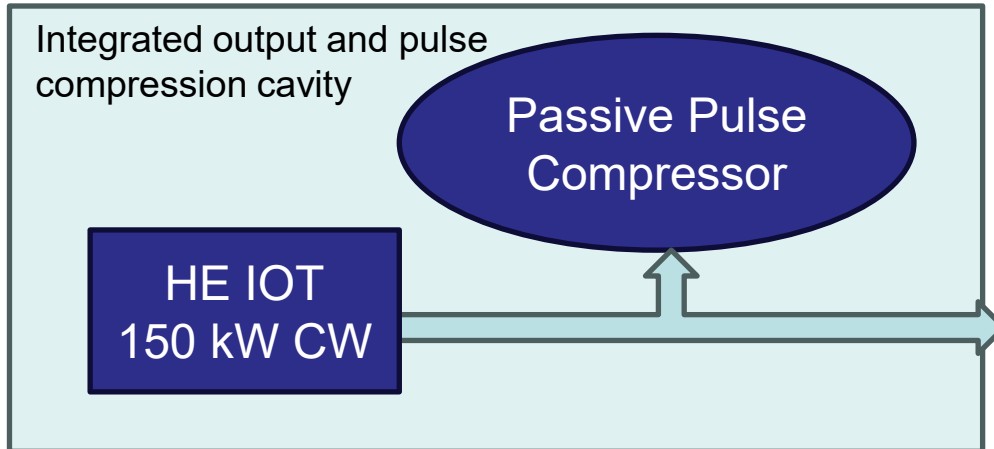 Integrated output and pulse
compression cavity
Passive Pulse
Compressor
HE IOT
150 kW CW